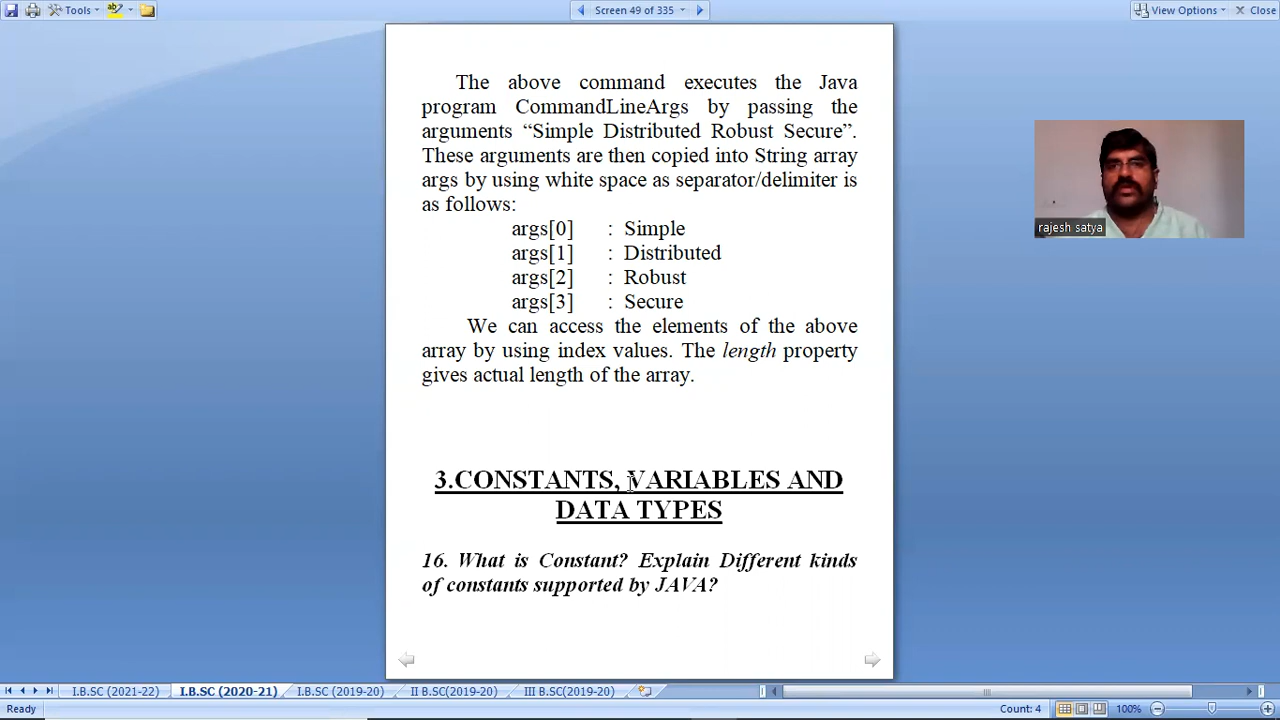 Tools
Screen 49 of 335
View Options
Close
The above command executes the Java
program CommandLineArgs by passing the
arguments “Simple Distributed Robust Secure”.
These arguments are then copied into String array
args by using white space as separator/delimiter is
as follows:
args[0] : Simple
args[1] : Distributed
args[2] : Robust
args[3] : Secure
We can access the elements of the above
array by using index values. The length property
gives actual length of the array.
3.CONSTANTS, VARIABLES AND
DATA TYPES
16. What is Constant? Explain Different kinds
of constants supported by JAVA?
rajesh satya
I.B.SC (2021-22)
I.B.SC (2020-21)
I.B.SC (2019-20)
II B.SC(2019-20)
III B.SC(2019-20)
Ready
Count: 4
100%